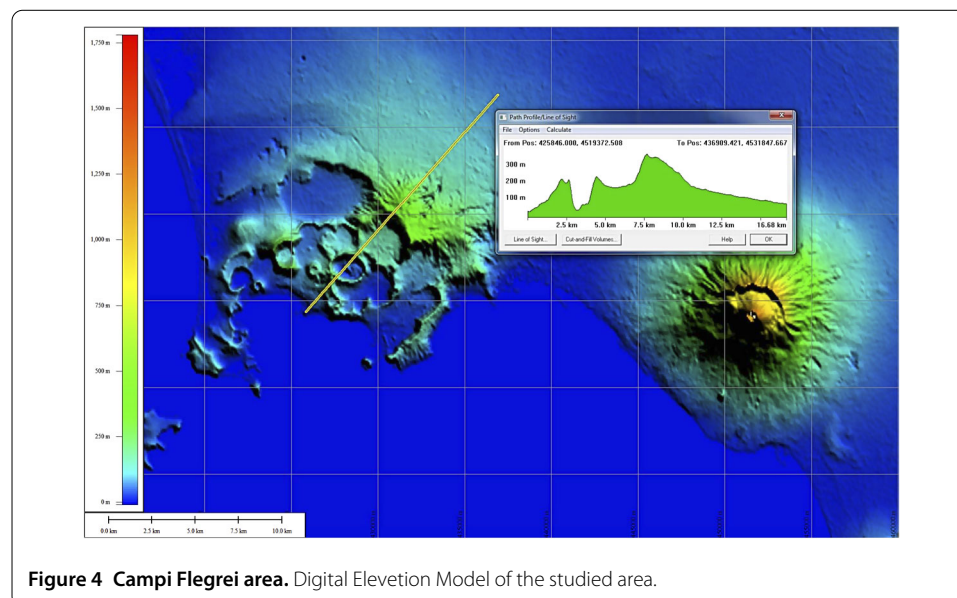 1,750 m
1,500 m
1,250 m
1,000 m
750 m
500 m
250 m
0 m
0.0 km 2.5 km 5.0 km 7.5 km 10.0 km
Path Profile/Line of Sight
File Options Calculate
From Pos: 425846.000, 4519372.508 To Pos: 436909.421, 4531847.667
300 m
200 m
100 m
2.5 km 5.0 km 7.5 km 10.0 km 12.5 km 16.68 km
Line of Sight... Cut-and-Fill Volumes... Help OK
Figure 4 Campi Flegrei area. Digital Elevetion Model of the studied area.